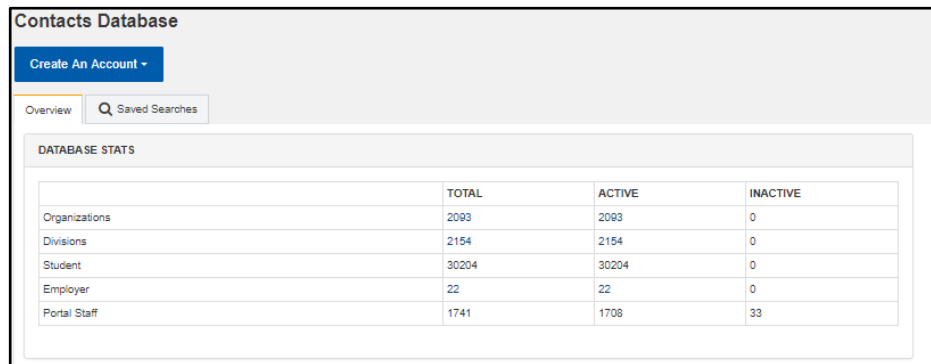 Contacts Database
Create An Account
Overview Saved Searches
DATABASE STATS
TOTAL ACTIVE INACTIVE
Organizations 2093 2093 0
Divisions 2154 2154 0
Student 30204 30204 0
Employer 22 22 0
Portal Staff 1741 1708 33